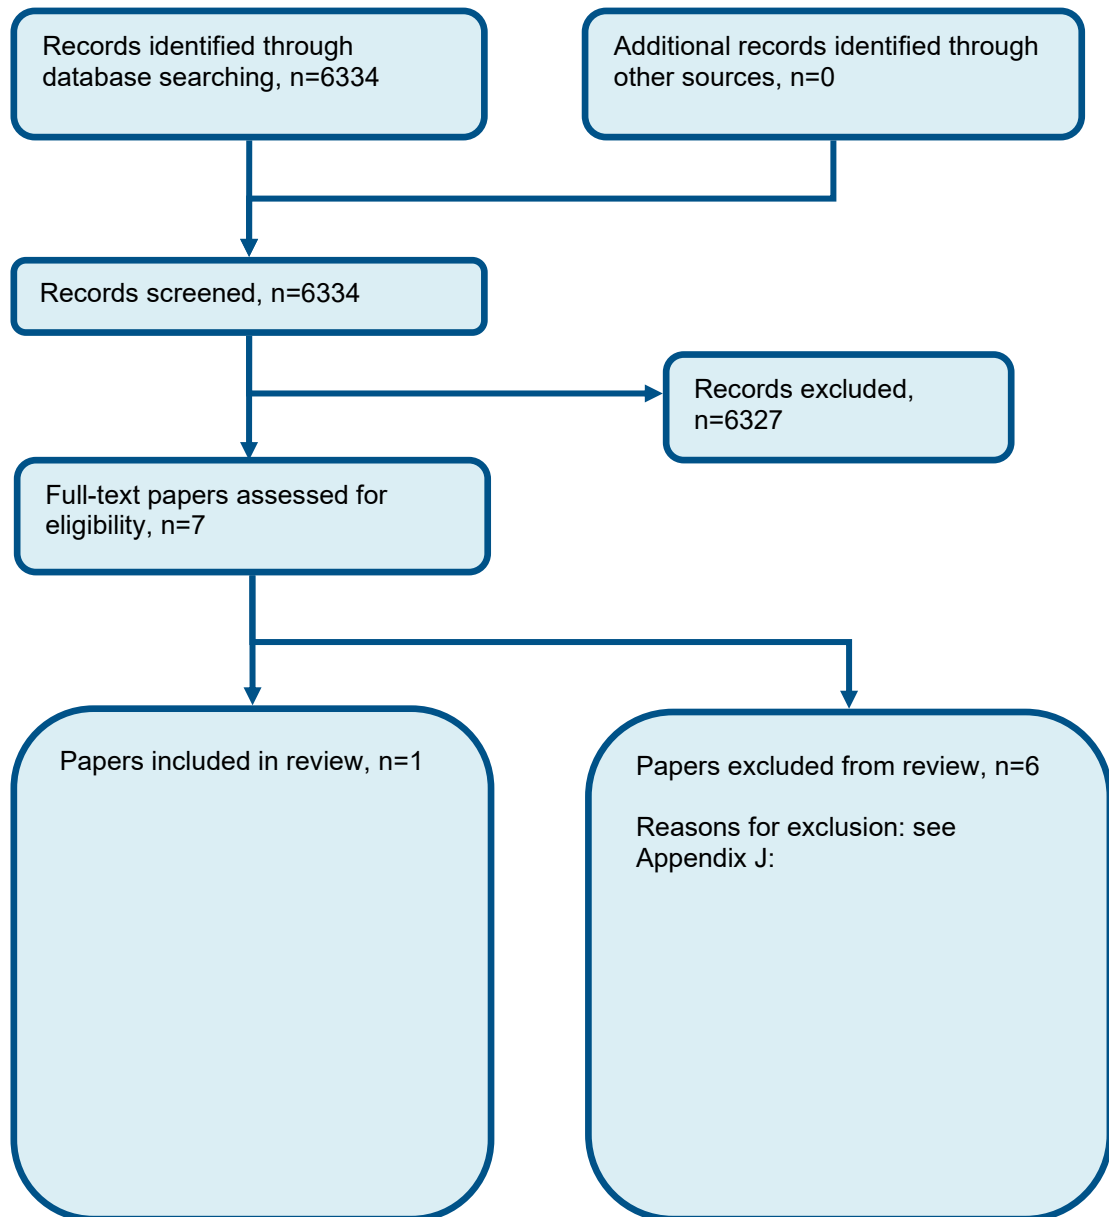 Records identified through
database searching, n=6334
Additional records identified through
other sources, n=0
Records screened, n=6334
Records excluded,
n=6327
Full-text papers assessed for
eligibility, n=7
Papers included in review, n=1
Papers excluded from review, n=6
Reasons for exclusion: see
Appendix J: